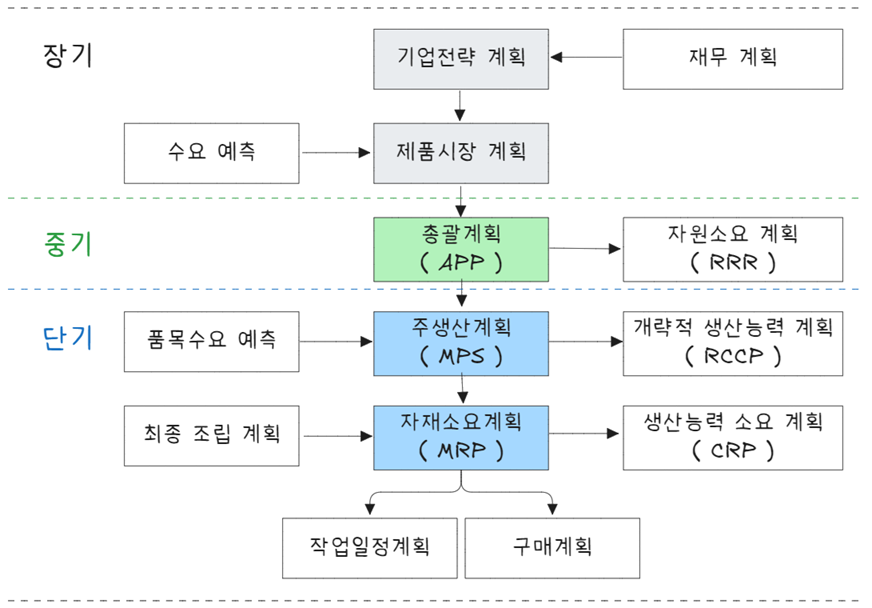 장기
기업전략 계획
재무 계획
수요 예측
제품시장 계획
중기
총괄계획
( APP )
자원소요 계획
( RRR )
단기
품목수요 예측
주생산계획
( MPS )
개략적 생산능력 계획
( RCCP )
최종 조립 계획
자재소요계획
( MRP )
생산능력 소요 계획
( CRP )
작업일정계획
구매계획